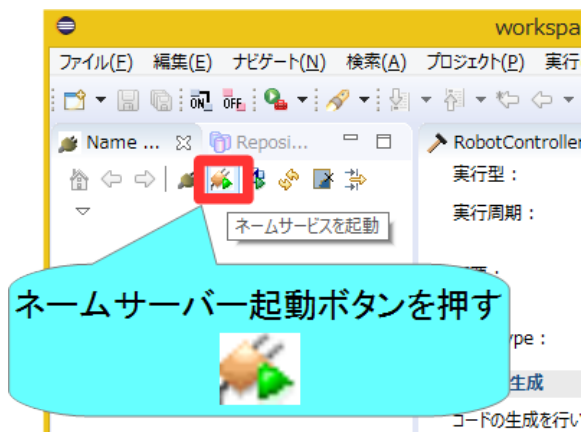 workspa
ファイル(F) 編集(E) ナビゲート(N) 検索(A) プロジェクト(P) 実行
ON OFF
Name ... Reposi... RobotController
実行型：
実行周期：
ネームサービスを起動
ネームサーバー起動ボタンを押す
ype：
生成
コードの生成を行い